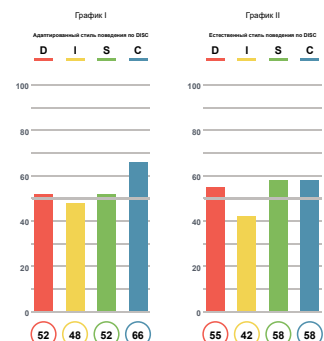 График I
Адаптированный стиль поведения по DISC
D I S C
100
80
60
40
20
0
52 48 52 66
График II
Естественный стиль поведения по DISC
D I S C
100
80
60
40
20
0
55 42 58 58